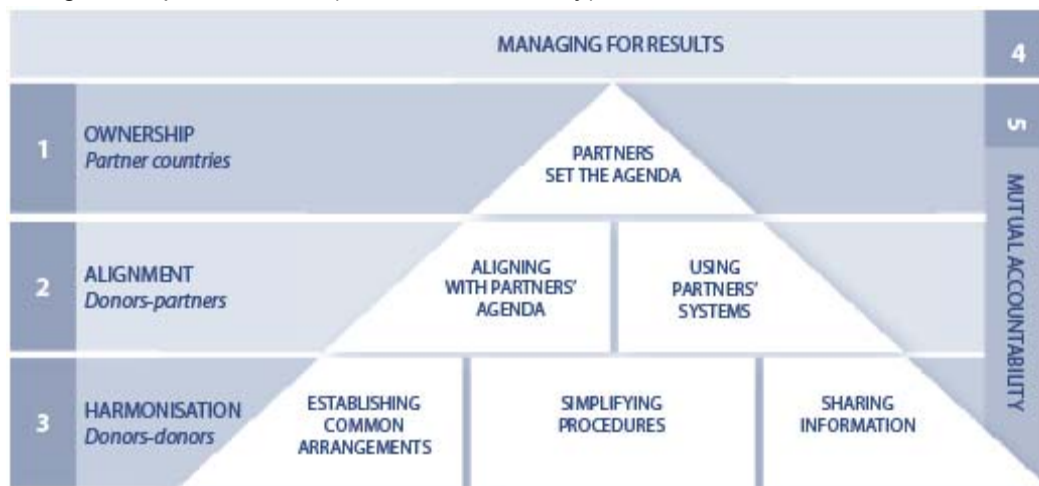 MANAGING FOR RESULTS
4
1
OWNERSHIP
Partner countries
PARTNERS
SET THE AGENDA
5
MUTUAL ACCOUNTABILITY
2
ALIGNMENT
Donors-partners
ALIGNING
WITH PARTNERS'
AGENDA
USING
PARTNERS'
SYSTEMS
3
HARMONISATION
Donors-donors
ESTABLISHING
COMMON
ARRANGEMENTS
SIMPLIFYING
PROCEDURES
SHARING
INFORMATION